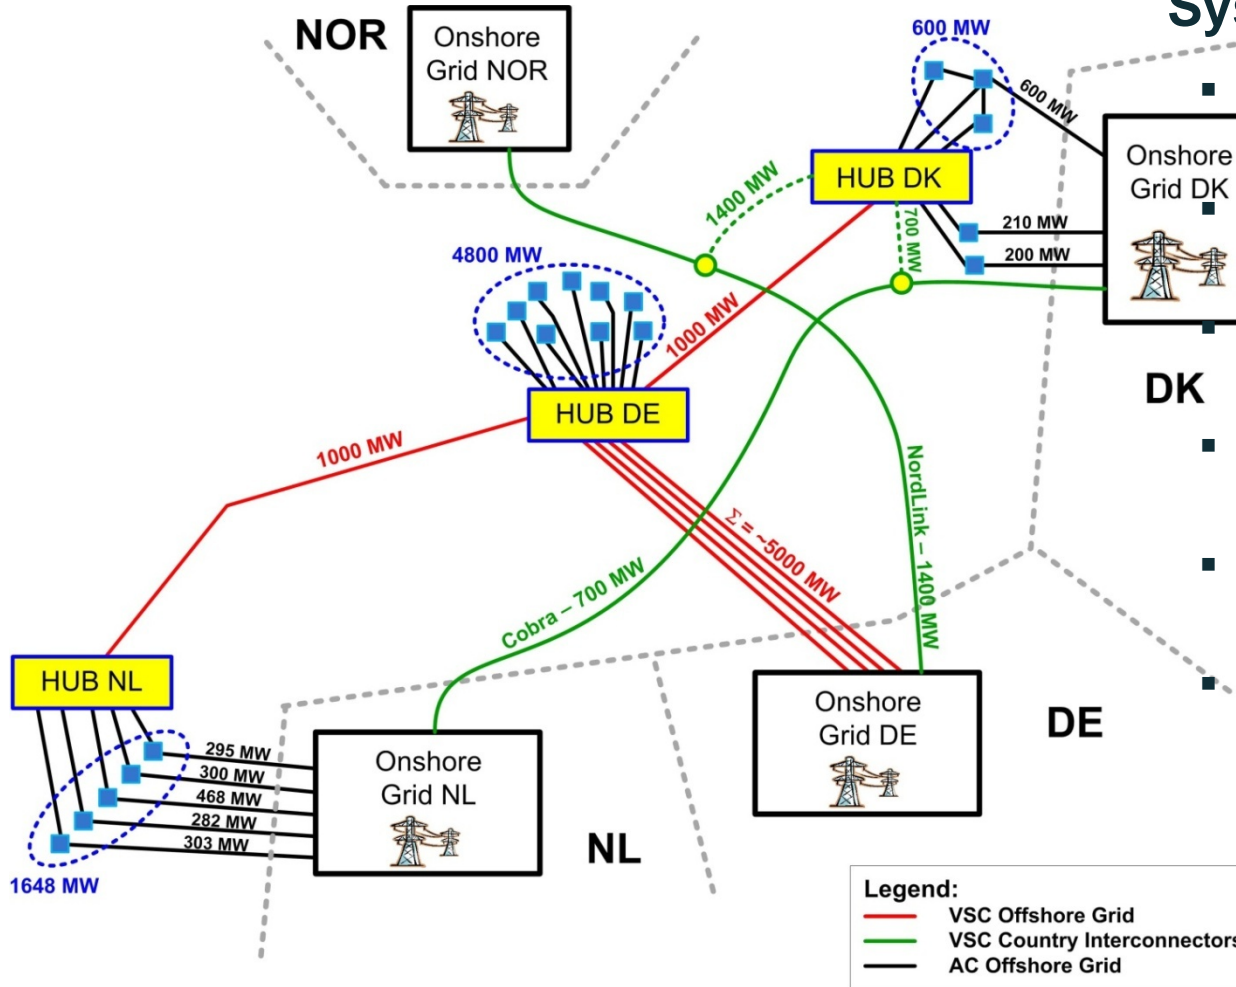 Sys
NOR
Onshore
Grid NOR
600 MW
600 MW
HUB DK
Onshore
Grid DK
1400 MW
700 MW
210 MW
200 MW
4800 MW
1000 MW
DK
HUB DE
1000 MW
NordLink – 1400 MW
Σ = ~5000 MW
Cobra – 700 MW
HUB NL
Onshore
Grid DE
DE
295 MW
300 MW
468 MW
282 MW
303 MW
Onshore
Grid NL
NL
1648 MW
Legend:
VSC Offshore Grid
VSC Country Interconnectors
AC Offshore Grid